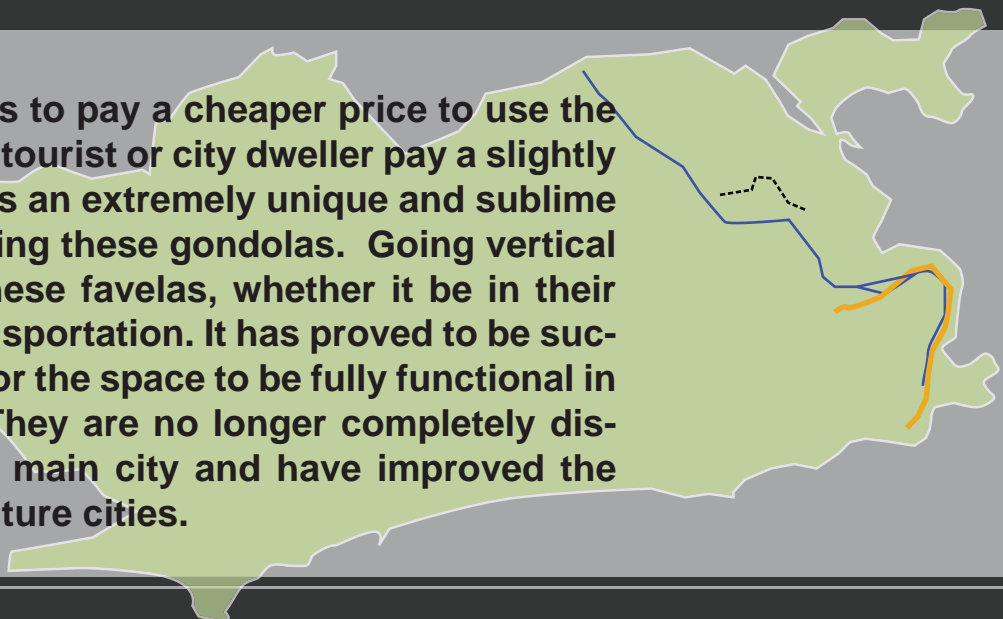 s to pay a cheaper price to use the
tourist or city dweller pay a slightly
s an extremely unique and sublime
ing these gondolas. Going vertical
nese favelas, whether it be in their
sportation. It has proved to be suc-
or the space to be fully functional in
They are no longer completely dis-
main city and have improved the
ture cities.